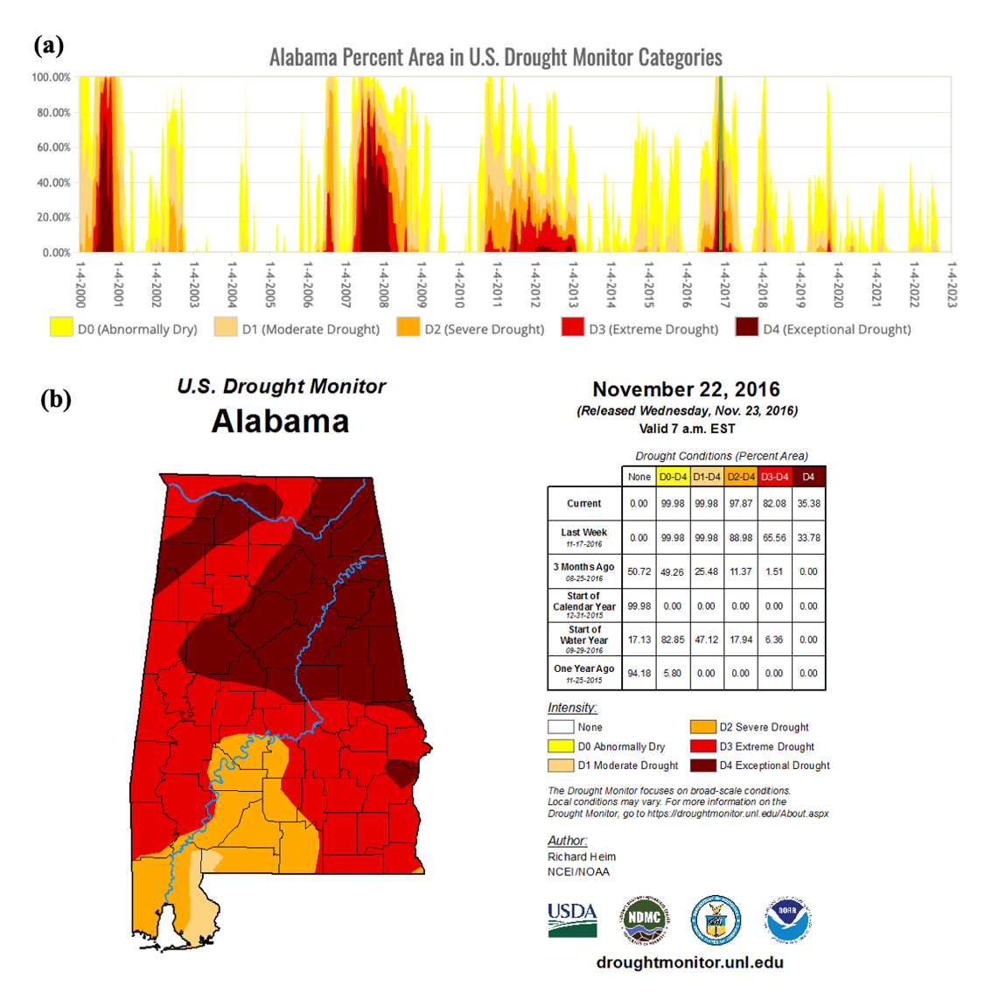 (a)
Alabama Percent Area in U.S. Drought Monitor Categories
100.00%
80.00%
60.00%
40.00%
20.00%
0.00%
1-4-2000
1-4-2001
1-4-2002
1-4-2003
1-4-2004
1-4-2005
1-4-2006
1-4-2007
1-4-2008
1-4-2009
1-4-2010
1-4-2011
1-4-2012
1-4-2013
1-4-2014
1-4-2015
1-4-2016
1-4-2017
1-4-2018
1-4-2019
1-4-2020
1-4-2021
1-4-2022
1-4-2023
D0 (Abnormally Dry) D1 (Moderate Drought) D2 (Severe Drought) D3 (Extreme Drought) D4 (Exceptional Drought)
(b)
U.S. Drought Monitor
Alabama
November 22, 2016
(Released Wednesday, Nov. 23, 2016)
Valid 7 a.m. EST
Drought Conditions (Percent Area)
None D0-D4 D1-D4 D2-D4 D3-D4 D4
Current 0.00 99.98 99.98 97.87 82.08 35.38
Last Week
11-17-2016 0.00 99.98 99.98 88.98 65.56 33.78
3 Months Ago
08-25-2016 50.72 49.26 25.48 11.37 1.51 0.00
Start of
Calendar Year
12-31-2015 99.98 0.00 0.00 0.00 0.00 0.00
Start of
Water Year
09-29-2016 17.13 82.85 47.12 17.94 6.36 0.00
One Year Ago
11-25-2015 94.18 5.80 0.00 0.00 0.00 0.00
Intensity:
None
D0 Abnormally Dry
D1 Moderate Drought
D2 Severe Drought
D3 Extreme Drought
D4 Exceptional Drought
The Drought Monitor focuses on broad-scale conditions.
Local conditions may vary. For more information on the
Drought Monitor, go to https://droughtmonitor.unl.edu/About.aspx
Author:
Richard Heim
NCEI/NOAA
USDA
NDMC
NOAA
droughtmonitor.unl.edu